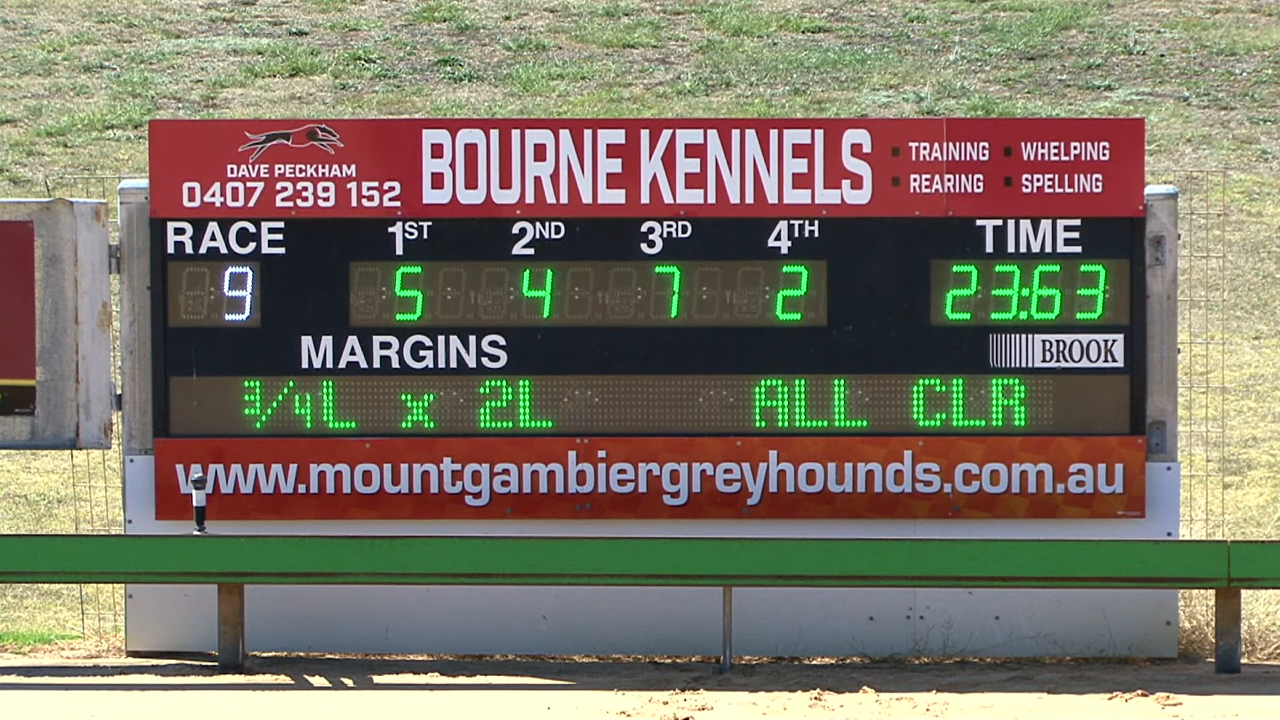 DAVE PECKHAM
0407 239 152
BOURNE KENNELS
TRAINING WHELPING
REARING SPELLING
RACE 1ST 2ND 3RD 4TH TIME
9 5 4 7 2 23:63
MARGINS
BROOK
¾L x 2L ALL CLR
www.mountgambiergreyhounds.com.au